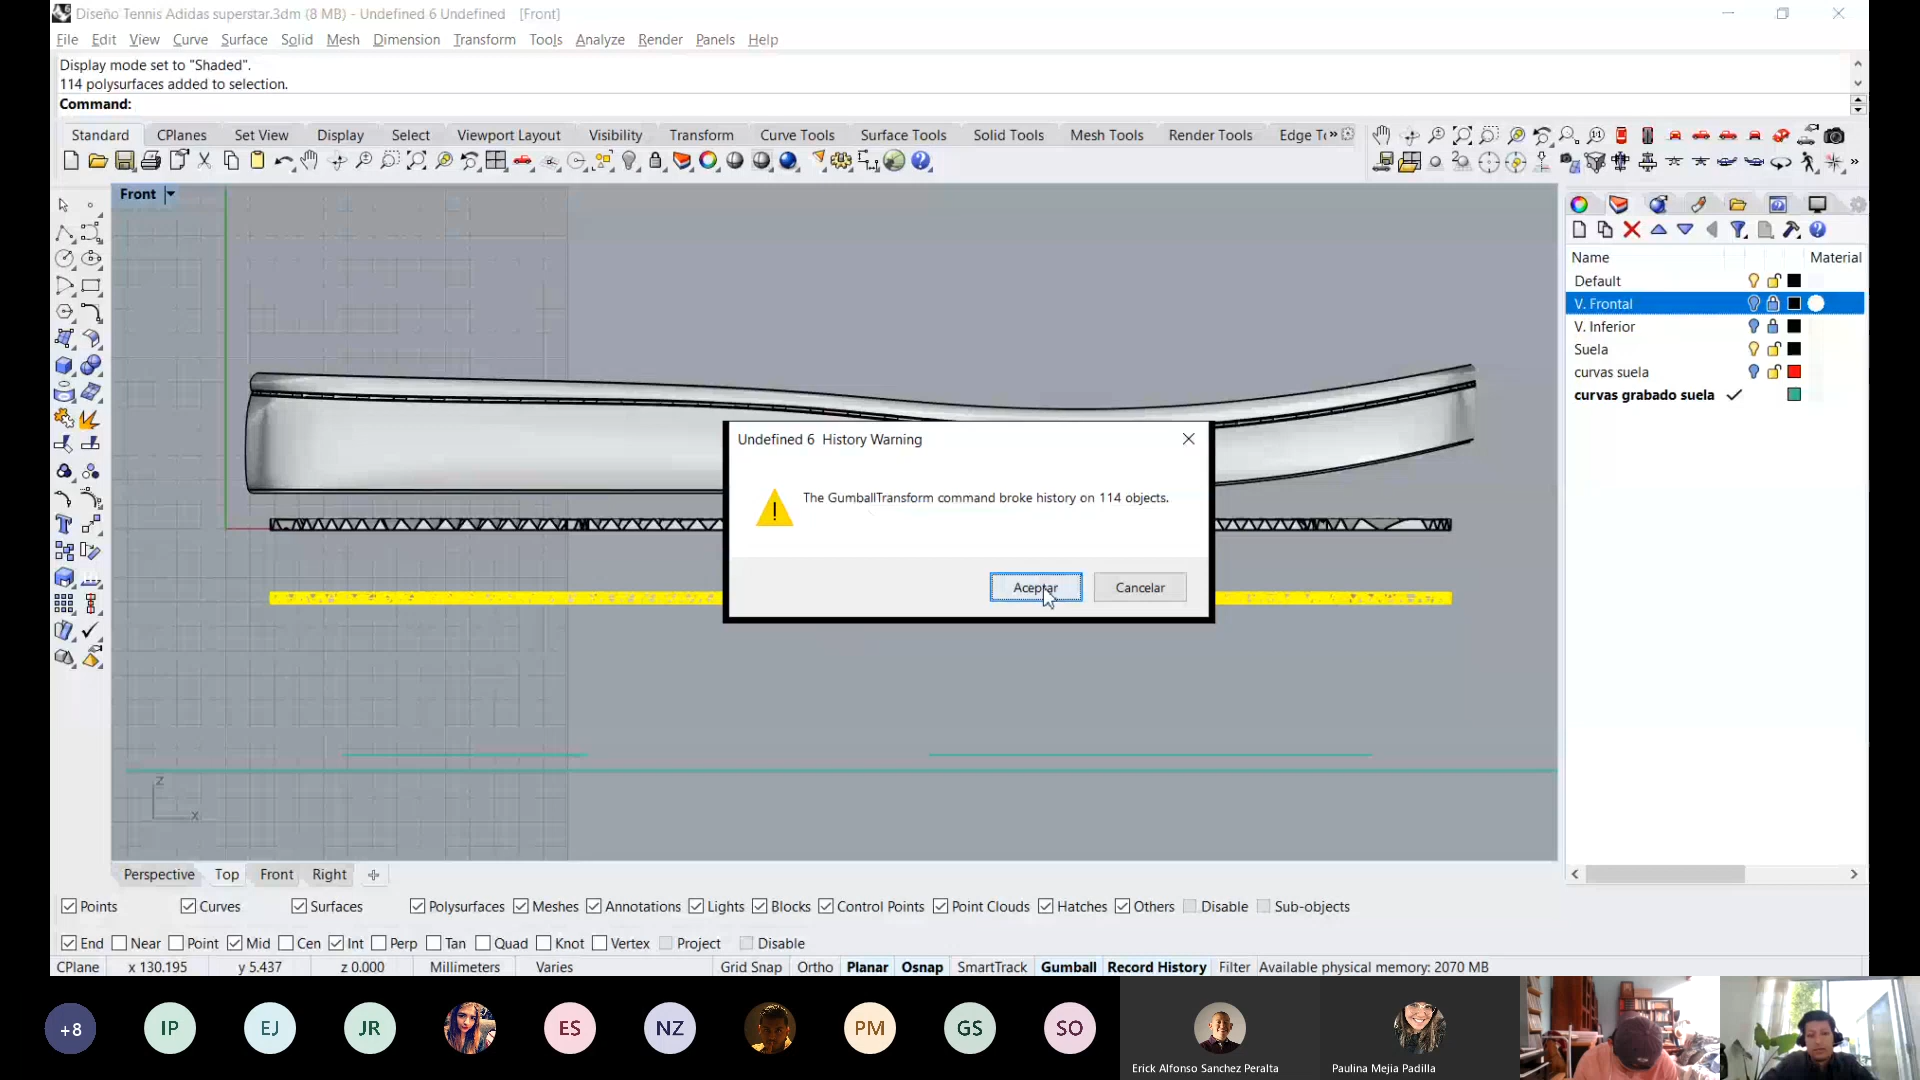 Diseño Tennis Adidas superstar.3dm (8 MB) - Undefined 6 Undefined   [Front]
File Edit View Curve Surface Solid Mesh Dimension Transform Tools Analyze Render Panels Help
Display mode set to "Shaded".
114 polysurfaces added to selection.
Command:
Standard CPlanes Set View Display Select Viewport Layout Visibility Transform Curve Tools Surface Tools Solid Tools Mesh Tools Render Tools Edge T
Front
Name Material
Default
V. Frontal
V. Inferior
Suela
curvas suela
curvas grabado suela
Undefined 6  History Warning
The GumballTransform command broke history on 114 objects.
Aceptar Cancelar
z
x
Perspective Top Front Right
Points Curves Surfaces Polysurfaces Meshes Annotations Lights Blocks Control Points Point Clouds Hatches Others Disable Sub-objects
End Near Point Mid Cen Int Perp Tan Quad Knot Vertex Project Disable
CPlane x 130.195 y 5.437 z 0.000 Millimeters Varies Grid Snap Ortho Planar Osnap SmartTrack Gumball Record History Filter Available physical memory: 2070 MB
+8 IP EJ JR ES NZ PM GS SO
Erick Alfonso Sanchez Peralta Paulina Mejia Padilla